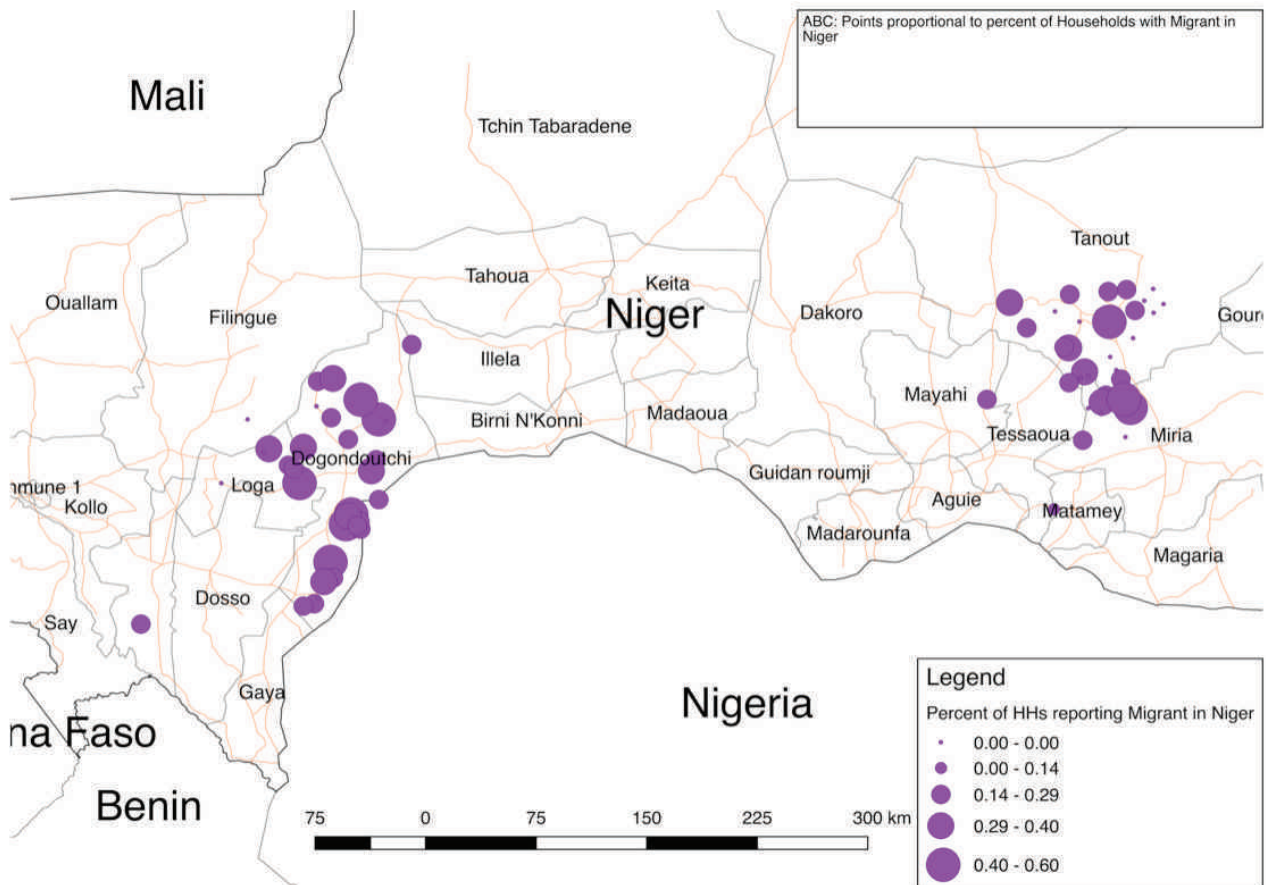 ABC: Points proportional to percent of Households with Migrant in
Niger
Mali
Tchin Tabaradene
Tanout
Tahoua
Keita
Ouallam
Filingue
Niger
Dakoro
Goure
Illela
Mayahi
Birni N'Konni
Madaoua
Tessaoua
Miria
Dogondoutchi
Guidan roumji
mmune 1
Loga
Kollo
Aguie
Matamey
Madarounfa
Magaria
Dosso
Say
Gaya
Nigeria
na Faso
Benin
75 0 75 150 225 300 km
Legend
Percent of HHs reporting Migrant in Niger
0.00 - 0.00
0.00 - 0.14
0.14 - 0.29
0.29 - 0.40
0.40 - 0.60